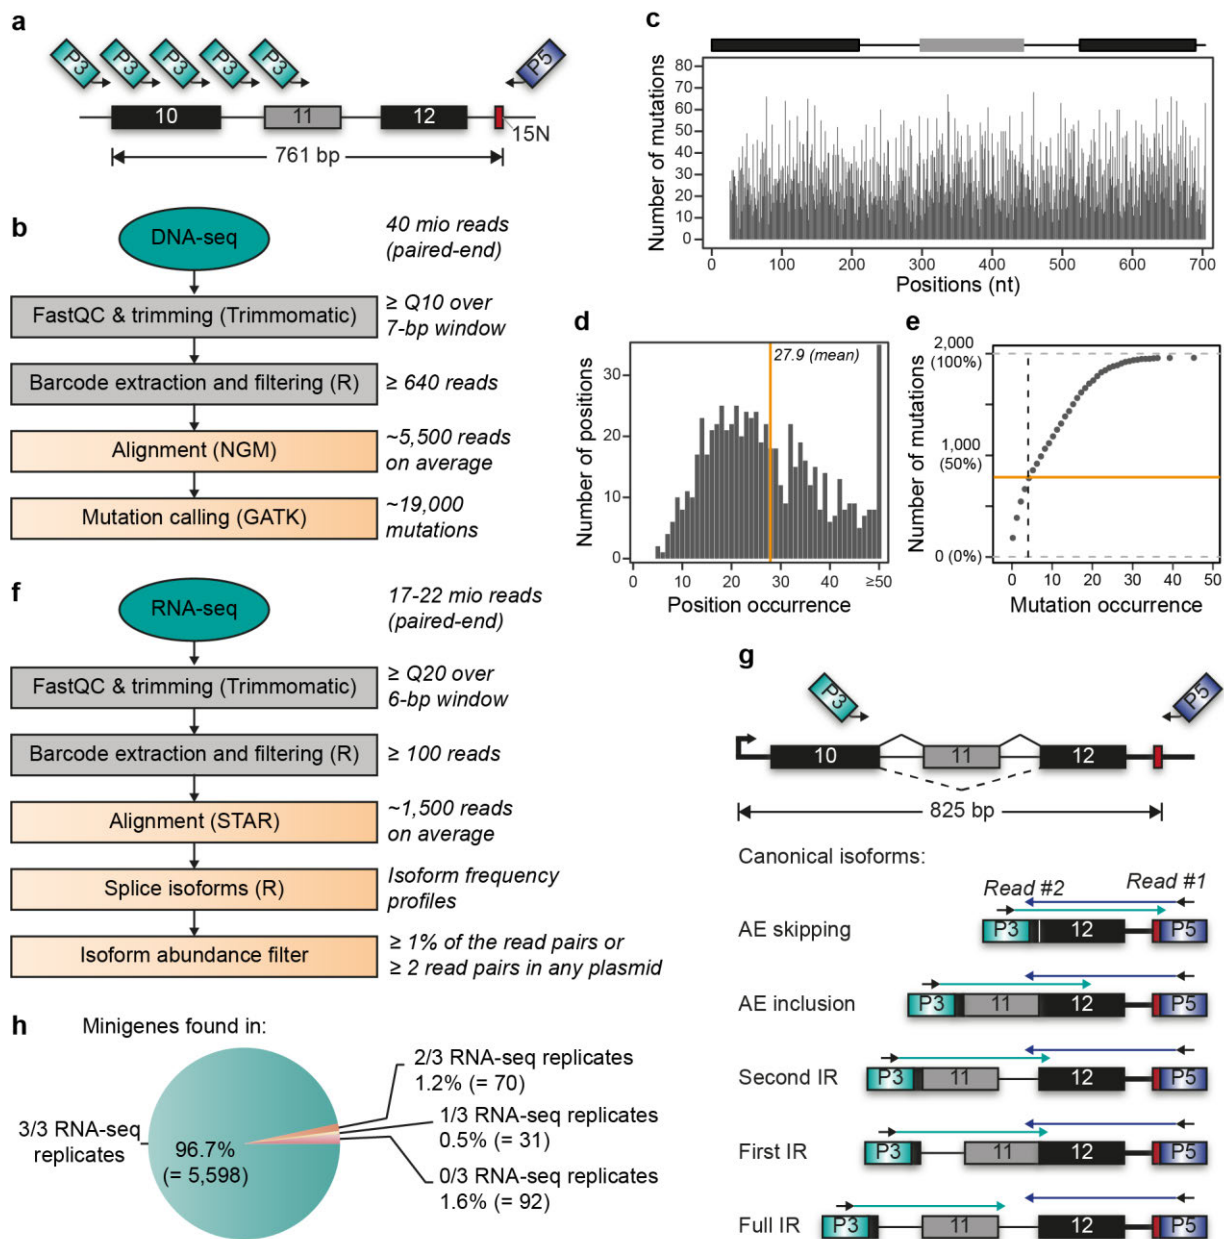 a
P3 P3 P3 P3 P3 P5
10 11 12
15N
761 bp
b
DNA-seq
40 mio reads
(paired-end)
FastQC & trimming (Trimmomatic)
≥ Q10 over
7-bp window
Barcode extraction and filtering (R)
≥ 640 reads
Alignment (NGM)
~5,500 reads
on average
Mutation calling (GATK)
~19,000
mutations
c
Number of mutations
80
70
60
50
40
30
20
10
0
0 100 200 300 400 500 600 700
Positions (nt)
d
27.9 (mean)
Number of positions
30
20
10
0
0 10 20 30 40 ≥50
Position occurrence
e
Number of mutations
2,000
(100%)
1,000
(50%)
0 (0%)
0 10 20 30 40 50
Mutation occurrence
f
RNA-seq
17-22 mio reads
(paired-end)
FastQC & trimming (Trimmomatic)
≥ Q20 over
6-bp window
Barcode extraction and filtering (R)
≥ 100 reads
Alignment (STAR)
~1,500 reads
on average
Splice isoforms (R)
Isoform frequency
profiles
Isoform abundance filter
≥ 1% of the read pairs or
≥ 2 read pairs in any plasmid
g
P3 P5
10 11 12
825 bp
Canonical isoforms:
Read #2 Read #1
AE skipping P3 12 P5
AE inclusion P3 11 12 P5
Second IR P3 11 12 P5
First IR P3 11 12 P5
Full IR P3 11 12 P5
h
Minigenes found in:
3/3 RNA-seq
replicates
96.7%
(= 5,598)
2/3 RNA-seq replicates
1.2% (= 70)
1/3 RNA-seq replicates
0.5% (= 31)
0/3 RNA-seq replicates
1.6% (= 92)